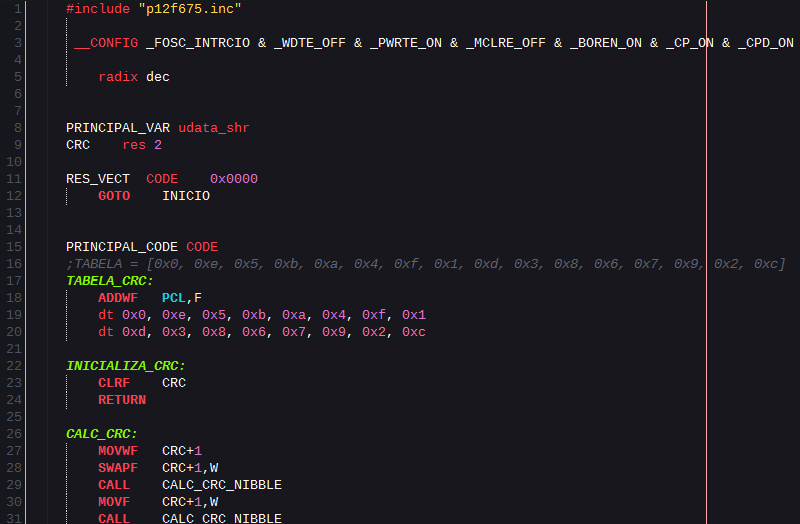 1 #include "p12f675.inc"
2
3 __CONFIG _FOSC_INTRCIO & _WDTE_OFF & _PWRTE_ON & _MCLRE_OFF & _BOREN_ON & _CP_ON & _CPD_ON
4
5 radix dec
6
7
8 PRINCIPAL_VAR udata_shr
9 CRC res 2
10
11 RES_VECT CODE 0x0000
12 GOTO INICIO
13
14
15 PRINCIPAL_CODE CODE
16 ;TABELA = [0x0, 0xe, 0x5, 0xb, 0xa, 0x4, 0xf, 0x1, 0xd, 0x3, 0x8, 0x6, 0x7, 0x9, 0x2, 0xc]
17 TABELA_CRC:
18 ADDWF PCL,F
19 dt 0x0, 0xe, 0x5, 0xb, 0xa, 0x4, 0xf, 0x1
20 dt 0xd, 0x3, 0x8, 0x6, 0x7, 0x9, 0x2, 0xc
21
22 INICIALIZA_CRC:
23 CLRF CRC
24 RETURN
25
26 CALC_CRC:
27 MOVWF CRC+1
28 SWAPF CRC+1,W
29 CALL CALC_CRC_NIBBLE
30 MOVF CRC+1,W
31 CALL CALC_CRC_NIBBLE